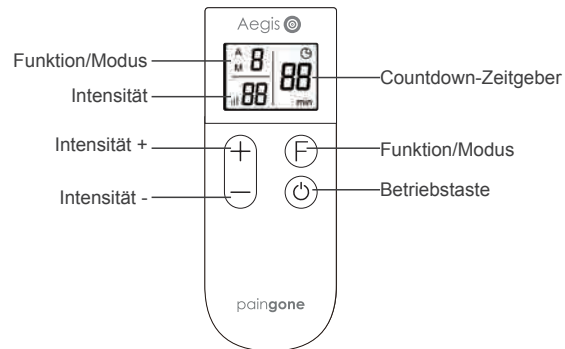 Aegis
A
M
8
88
88
min
Funktion/Modus
Intensität
Intensität +
Intensität -
Countdown-Zeitgeber
F
Funktion/Modus
Betriebstaste
paingone